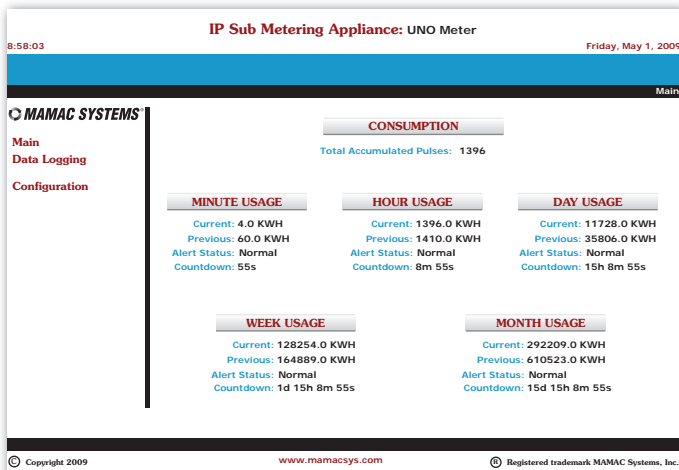 IP Sub Metering Appliance: UNO Meter
8:58:03
Friday, May 1, 2009
Main
MAMAC SYSTEMS
Main
Data Logging
Configuration
CONSUMPTION
Total Accumulated Pulses: 1396
MINUTE USAGE
Current: 4.0 KWH
Previous: 60.0 KWH
Alert Status: Normal
Countdown: 55s
HOUR USAGE
Current: 1396.0 KWH
Previous: 1410.0 KWH
Alert Status: Normal
Countdown: 8m 55s
DAY USAGE
Current: 11728.0 KWH
Previous: 35806.0 KWH
Alert Status: Normal
Countdown: 15h 8m 55s
WEEK USAGE
Current: 128254.0 KWH
Previous: 164889.0 KWH
Alert Status: Normal
Countdown: 1d 15h 8m 55s
MONTH USAGE
Current: 292209.0 KWH
Previous: 610523.0 KWH
Alert Status: Normal
Countdown: 15d 15h 8m 55s
© Copyright 2009
www.mamacsys.com
® Registered trademark MAMAC Systems, Inc.